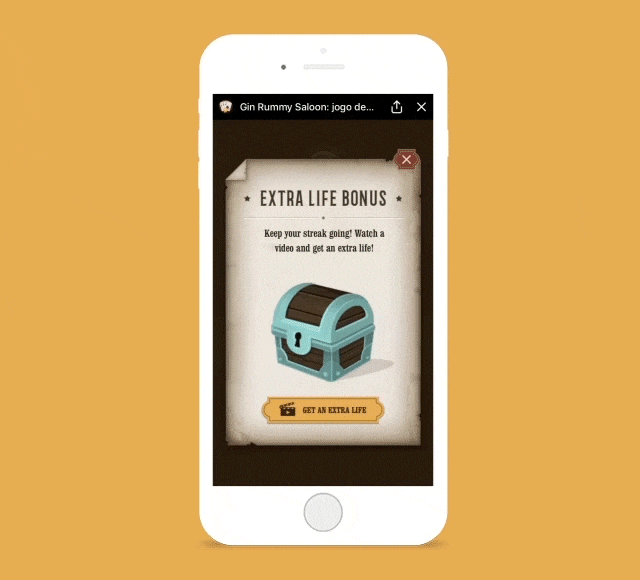 Gin Rummy Saloon: jogo de...
EXTRA LIFE BONUS
Keep your streak going! Watch a
video and get an extra life!
GET AN EXTRA LIFE